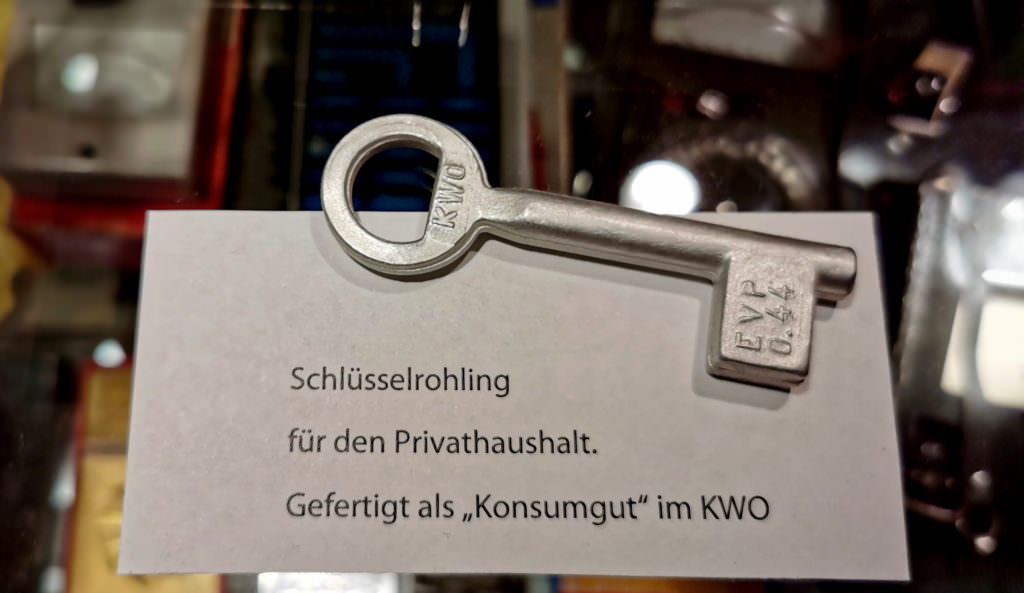 KWO
EVP
0.44
Schlüsselrohling
für den Privathaushalt.
Gefertigt als „Konsumgut“ im KWO